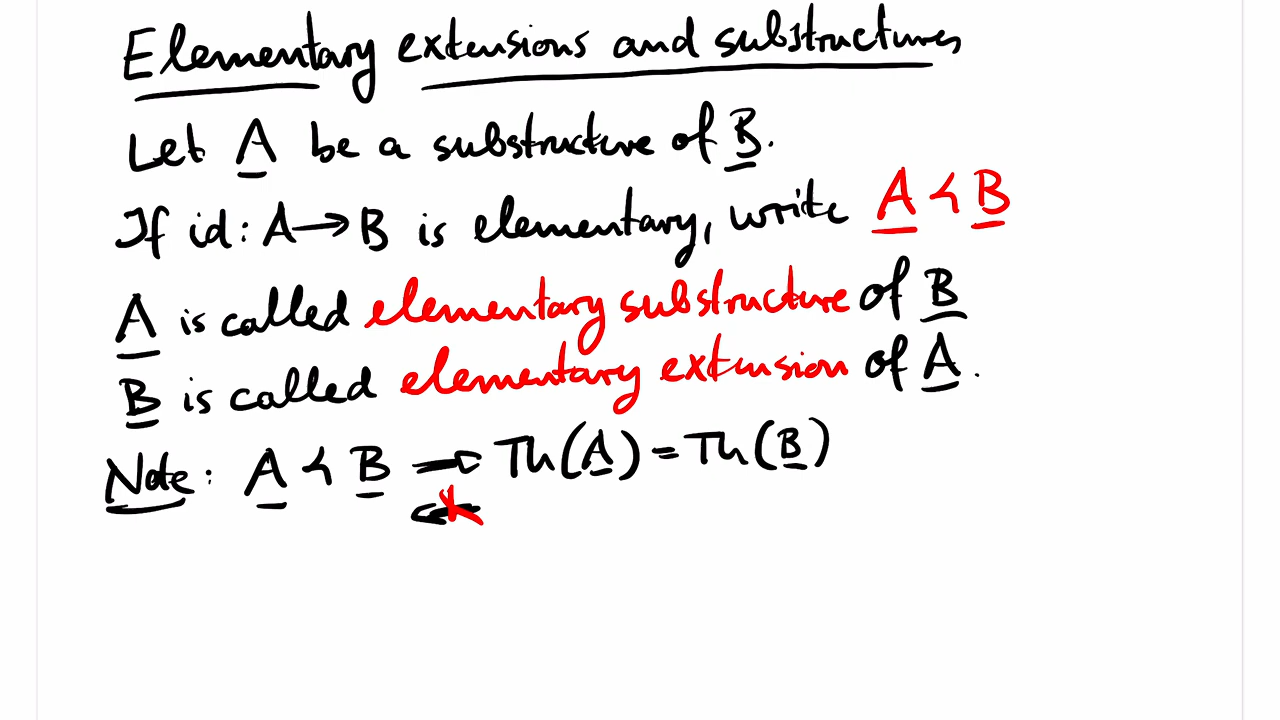 Elementary extensions and substructures
Let A be a substructure of B.
If id: A → B is elementary, write A ≺ B
A is called elementary substructure of B
B is called elementary extension of A.
Note: A ≺ B ⇒ Th(A) = Th(B)
⇍